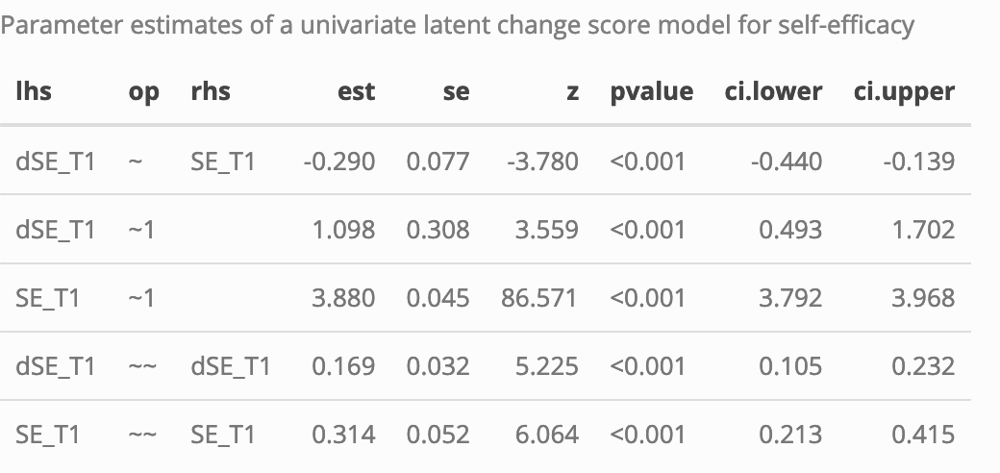 Parameter estimates of a univariate latent change score model for self-efficacy
lhs op rhs est se z pvalue ci.lower ci.upper
dSE_T1 ~ SE_T1 -0.290 0.077 -3.780 <0.001 -0.440 -0.139
dSE_T1 ~1 1.098 0.308 3.559 <0.001 0.493 1.702
SE_T1 ~1 3.880 0.045 86.571 <0.001 3.792 3.968
dSE_T1 ~~ dSE_T1 0.169 0.032 5.225 <0.001 0.105 0.232
SE_T1 ~~ SE_T1 0.314 0.052 6.064 <0.001 0.213 0.415